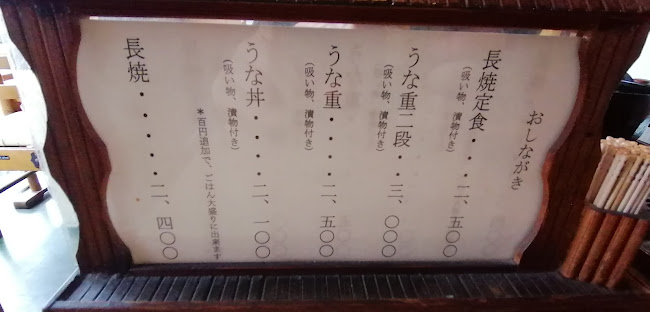 おしながき
長焼定食・・・二、五〇〇
(吸い物、漬物付き)
うな重二段・・三、〇〇〇
(吸い物、漬物付き)
うな重・・・・二、五〇〇
(吸い物、漬物付き)
うな丼・・・・二、一〇〇
(吸い物、漬物付き)
*百円追加で、ごはん大盛りに出来ます
長焼・・・・・二、四〇〇